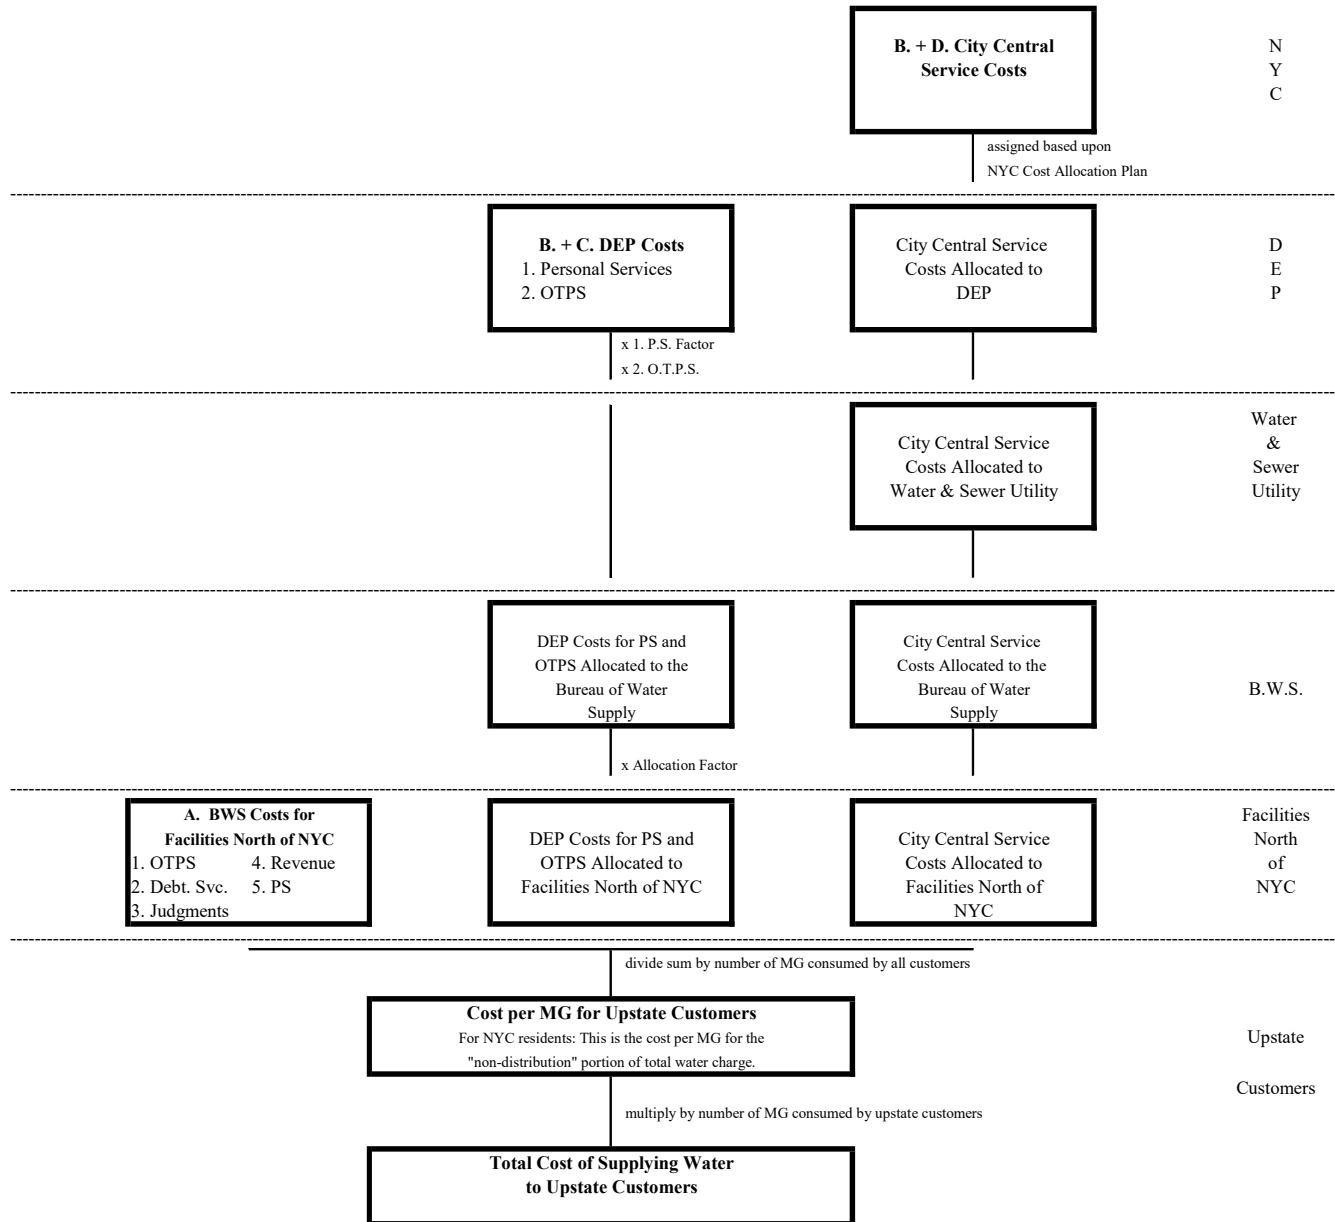 B. + D. City Central
Service Costs
N
Y
C
assigned based upon
NYC Cost Allocation Plan
B. + C. DEP Costs
1. Personal Services
2. OTPS
City Central Service
Costs Allocated to
DEP
D
E
P
x 1. P.S. Factor
x 2. O.T.P.S.
City Central Service
Costs Allocated to
Water & Sewer Utility
Water
&
Sewer
Utility
DEP Costs for PS and
OTPS Allocated to the
Bureau of Water
Supply
City Central Service
Costs Allocated to the
Bureau of Water
Supply
B.W.S.
x Allocation Factor
A. BWS Costs for
Facilities North of NYC
1. OTPS 4. Revenue
2. Debt. Svc. 5. PS
3. Judgments
DEP Costs for PS and
OTPS Allocated to
Facilities North of NYC
City Central Service
Costs Allocated to
Facilities North of
NYC
Facilities
North
of
NYC
divide sum by number of MG consumed by all customers
Cost per MG for Upstate Customers
For NYC residents: This is the cost per MG for the
"non-distribution" portion of total water charge.
Upstate
Customers
multiply by number of MG consumed by upstate customers
Total Cost of Supplying Water
to Upstate Customers